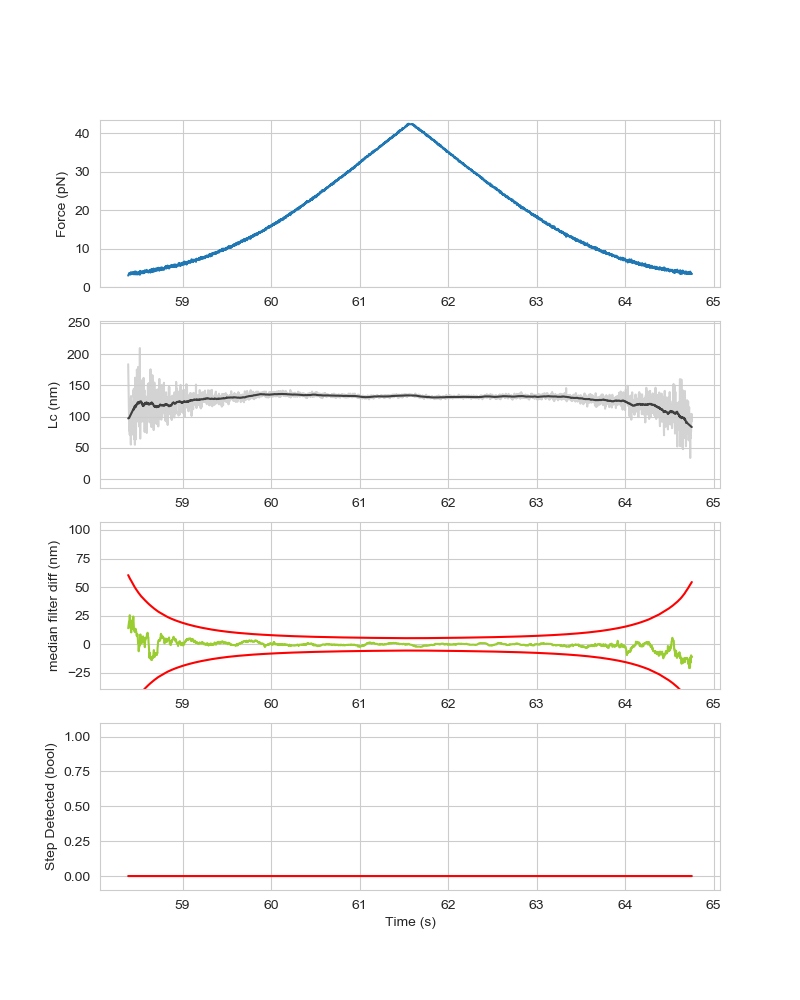 40
30
20
10
0
Force (pN)
59 60 61 62 63 64 65
250
200
150
100
50
0
Lc (nm)
59 60 61 62 63 64 65
100
75
50
25
0
−25
median filter diff (nm)
59 60 61 62 63 64 65
1.00
0.75
0.50
0.25
0.00
Step Detected (bool)
59 60 61 62 63 64 65
Time (s)